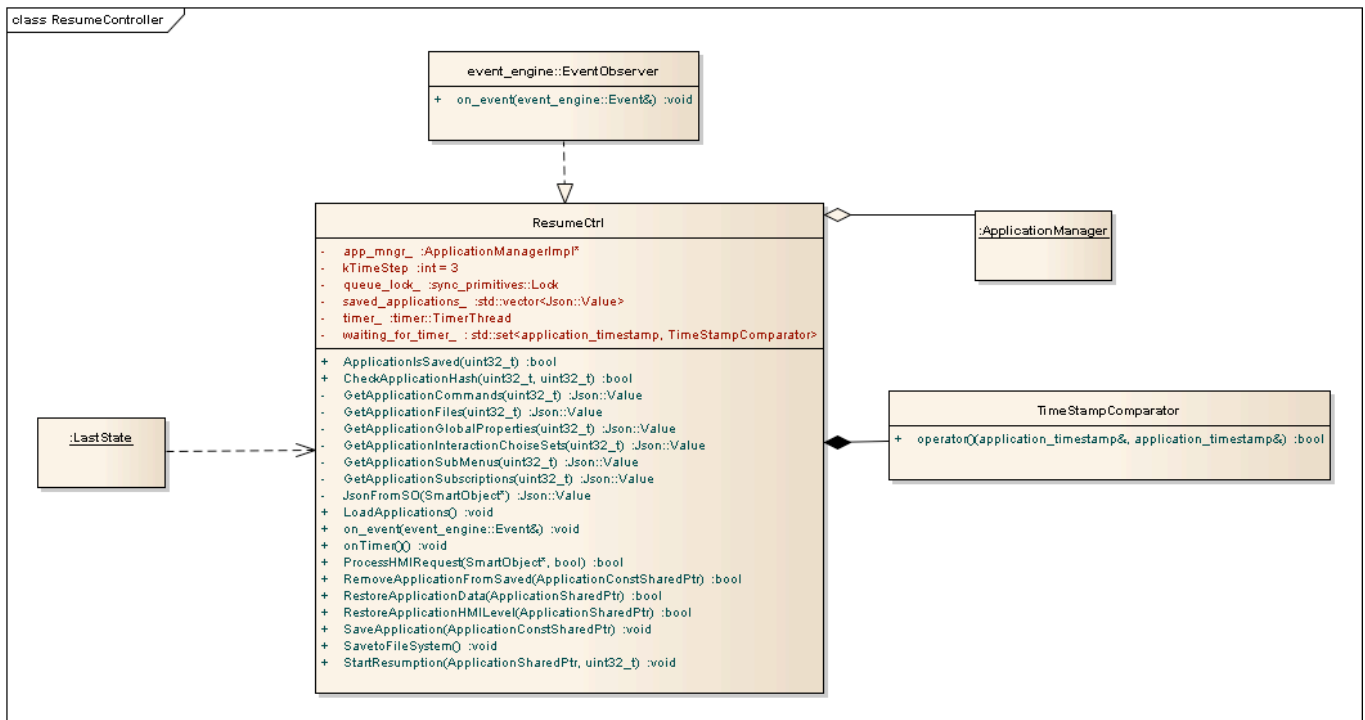 class ResumeController
event_engine::EventObserver
+ on_event(event_engine::Event&) :void
ResumeCtrl
- app_mngr_ :ApplicationManagerImpl*
- kTimeStep :int = 3
- queue_lock_ :sync_primitives::Lock
- saved_applications_ :std::vector<Json::Value>
- timer_ :timer::TimerThread
- waiting_for_timer_ : std::set<application_timestamp, TimeStampComparator>
+ ApplicationIsSaved(uint32_t) :bool
+ CheckApplicationHash(uint32_t, uint32_t) :bool
- GetApplicationCommands(uint32_t) :Json::Value
- GetApplicationFiles(uint32_t) :Json::Value
- GetApplicationGlobalProperties(uint32_t) :Json::Value
- GetApplicationInteractionChoiseSets(uint32_t) :Json::Value
- GetApplicationSubMenus(uint32_t) :Json::Value
- GetApplicationSubscriptions(uint32_t) :Json::Value
- JsonFromSO(SmartObject*) :Json::Value
+ LoadApplications() :void
+ on_event(event_engine::Event&) :void
+ onTimer()() :void
+ ProcessHMIRequest(SmartObject*, bool) :bool
+ RemoveApplicationFromSaved(ApplicationConstSharedPtr) :bool
+ RestoreApplicationData(ApplicationSharedPtr) :bool
+ RestoreApplicationHMILevel(ApplicationSharedPtr) :bool
+ SaveApplication(ApplicationConstSharedPtr) :void
+ SavetoFileSystem() :void
+ StartResumption(ApplicationSharedPtr, uint32_t) :void
:ApplicationManager
TimeStampComparator
+ operator()(application_timestamp&, application_timestamp&) :bool
:LastState